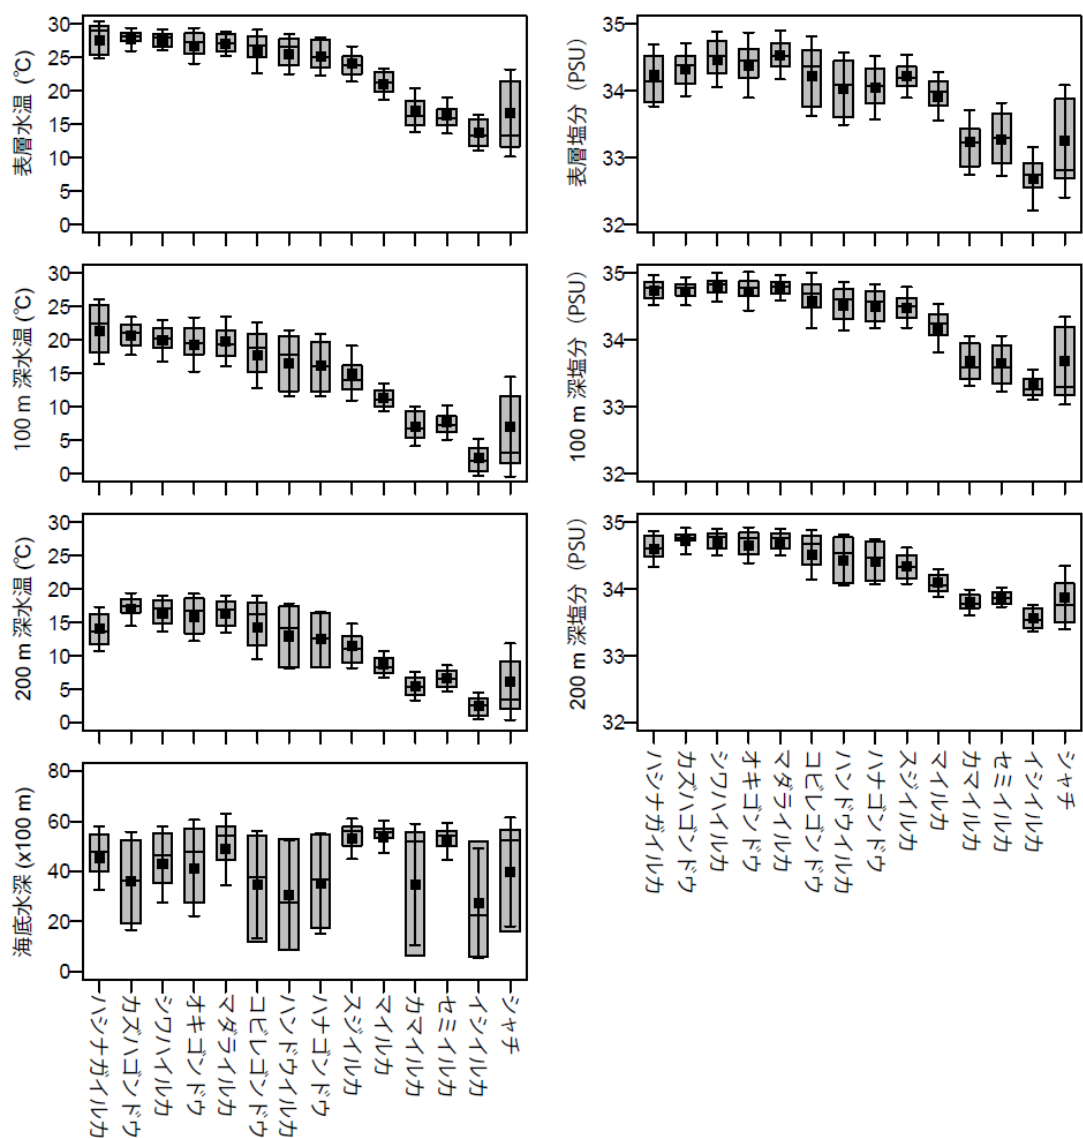 表層水温 (℃)
30
25
20
15
10
5
0
表層塩分 (PSU)
35
34
33
32
100 m 深水温 (℃)
30
25
20
15
10
5
0
100 m 深塩分 (PSU)
35
34
33
32
200 m 深水温 (℃)
30
25
20
15
10
5
0
200 m 深塩分 (PSU)
35
34
33
32
ハシナガイルカ
カズハゴンドウ
シワハイルカ
オキゴンドウ
マダライルカ
コビレゴンドウ
ハンドウイルカ
ハナゴンドウ
スジイルカ
マイルカ
カマイルカ
セミイルカ
イシイルカ
シャチ
海底水深 (x100 m)
80
60
40
20
0
ハシナガイルカ
カズハゴンドウ
シワハイルカ
オキゴンドウ
マダライルカ
コビレゴンドウ
ハンドウイルカ
ハナゴンドウ
スジイルカ
マイルカ
カマイルカ
セミイルカ
イシイルカ
シャチ